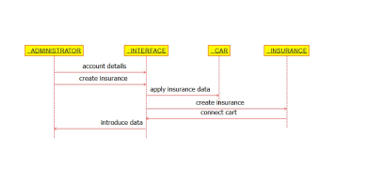 : ADMINISTRATOR
: INTERFACE
: CAR
: INSURANCE
account details
create insurance
apply insurance data
create insurance
connect cart
introduce data